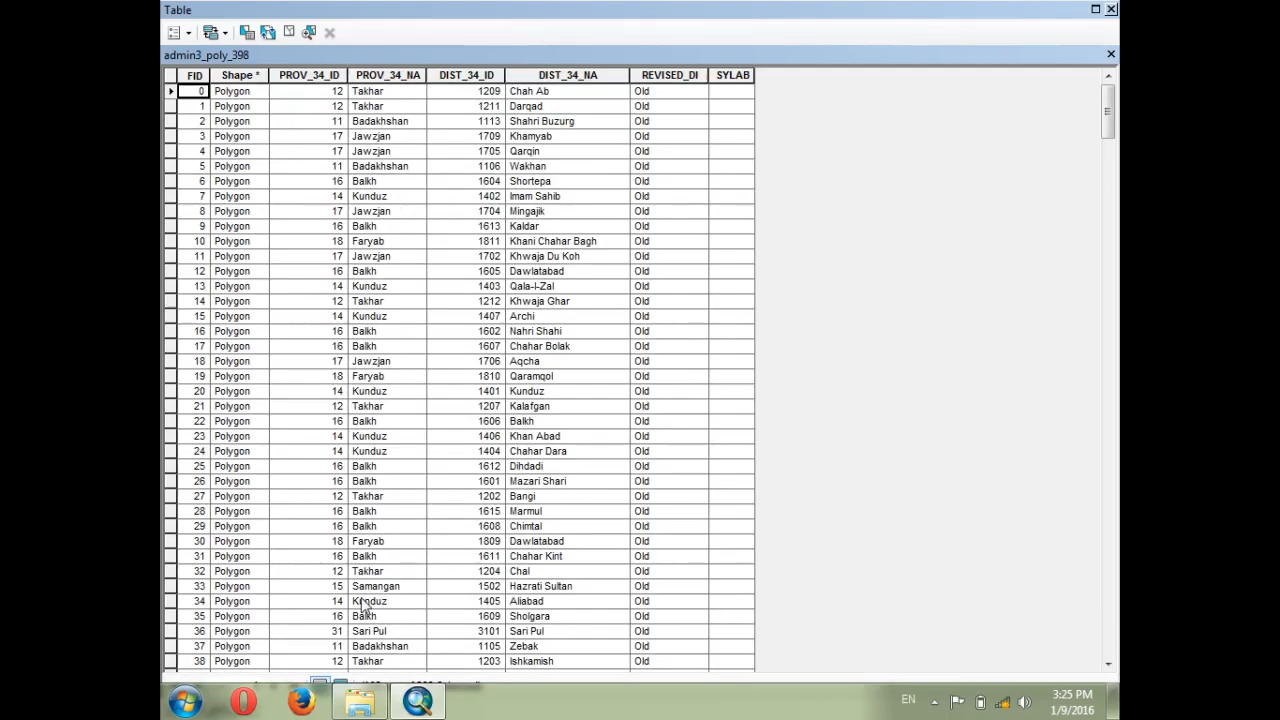 Table
admin3_poly_398
FID Shape * PROV_34_ID PROV_34_NA DIST_34_ID DIST_34_NA REVISED_DI SYLAB
0 Polygon 12 Takhar 1209 Chah Ab Old
1 Polygon 12 Takhar 1211 Darqad Old
2 Polygon 11 Badakhshan 1113 Shahri Buzurg Old
3 Polygon 17 Jawzjan 1709 Khamyab Old
4 Polygon 17 Jawzjan 1705 Qarqin Old
5 Polygon 11 Badakhshan 1106 Wakhan Old
6 Polygon 16 Balkh 1604 Shortepa Old
7 Polygon 14 Kunduz 1402 Imam Sahib Old
8 Polygon 17 Jawzjan 1704 Mingajik Old
9 Polygon 16 Balkh 1613 Kaldar Old
10 Polygon 18 Faryab 1811 Khani Chahar Bagh Old
11 Polygon 17 Jawzjan 1702 Khwaja Du Koh Old
12 Polygon 16 Balkh 1605 Dawlatabad Old
13 Polygon 14 Kunduz 1403 Qala-I-Zal Old
14 Polygon 12 Takhar 1212 Khwaja Ghar Old
15 Polygon 14 Kunduz 1407 Archi Old
16 Polygon 16 Balkh 1602 Nahri Shahi Old
17 Polygon 16 Balkh 1607 Chahar Bolak Old
18 Polygon 17 Jawzjan 1706 Aqcha Old
19 Polygon 18 Faryab 1810 Qaramqol Old
20 Polygon 14 Kunduz 1401 Kunduz Old
21 Polygon 12 Takhar 1207 Kalafgan Old
22 Polygon 16 Balkh 1606 Balkh Old
23 Polygon 14 Kunduz 1406 Khan Abad Old
24 Polygon 14 Kunduz 1404 Chahar Dara Old
25 Polygon 16 Balkh 1612 Dihdadi Old
26 Polygon 16 Balkh 1601 Mazari Shari Old
27 Polygon 12 Takhar 1202 Bangi Old
28 Polygon 16 Balkh 1615 Marmul Old
29 Polygon 16 Balkh 1608 Chimtal Old
30 Polygon 18 Faryab 1809 Dawlatabad Old
31 Polygon 16 Balkh 1611 Chahar Kint Old
32 Polygon 12 Takhar 1204 Chal Old
33 Polygon 15 Samangan 1502 Hazrati Sultan Old
34 Polygon 14 Kunduz 1405 Aliabad Old
35 Polygon 16 Balkh 1609 Sholgara Old
36 Polygon 31 Sari Pul 3101 Sari Pul Old
37 Polygon 11 Badakhshan 1105 Zebak Old
38 Polygon 12 Takhar 1203 Ishkamish Old
EN 3:25 PM
1/9/2016